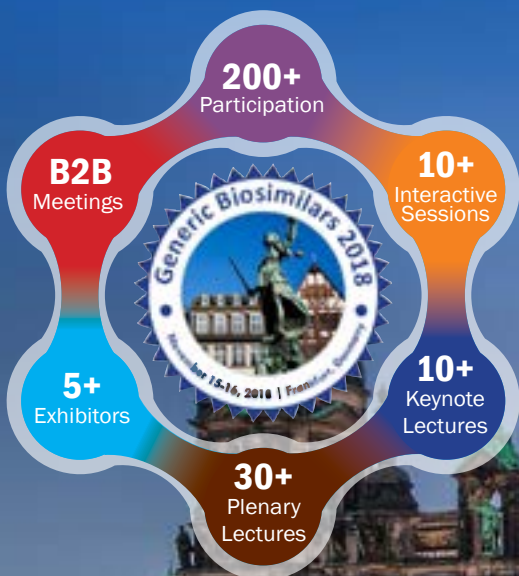 200+
Participation
10+
Interactive
Sessions
10+
Keynote
Lectures
30+
Plenary
Lectures
5+
Exhibitors
B2B
Meetings
Generic Biosimilars 2018
15-16, 2018 | Frankfurt, Germany